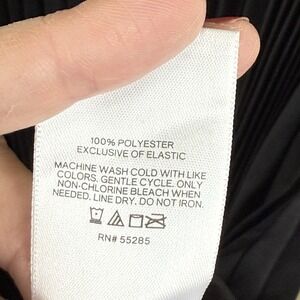 100% POLYESTER
EXCLUSIVE OF ELASTIC
MACHINE WASH COLD WITH LIKE
COLORS. GENTLE CYCLE. ONLY
NON-CHLORINE BLEACH WHEN
NEEDED. LINE DRY. DO NOT IRON.
RN# 55285